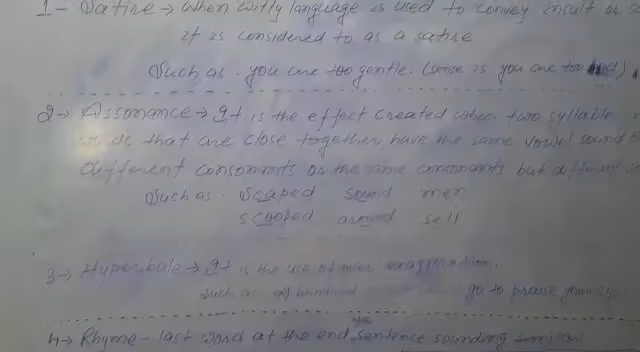 1- Satire → When witty language is used to convey insult or
it is considered to as a satire
Such as. you are too gentle. (sense is you are too
2→ Assonance → It is the effect created when two syllables
that are close together have the same vowel sound
different consonants or the same consonants but different
Such as. Scaped sound men
scooped around sell
3→ Hyperbole → It is the use of over exaggeration.
Such as go to praise
4→ Rhyme - last word at the end sentence sounding